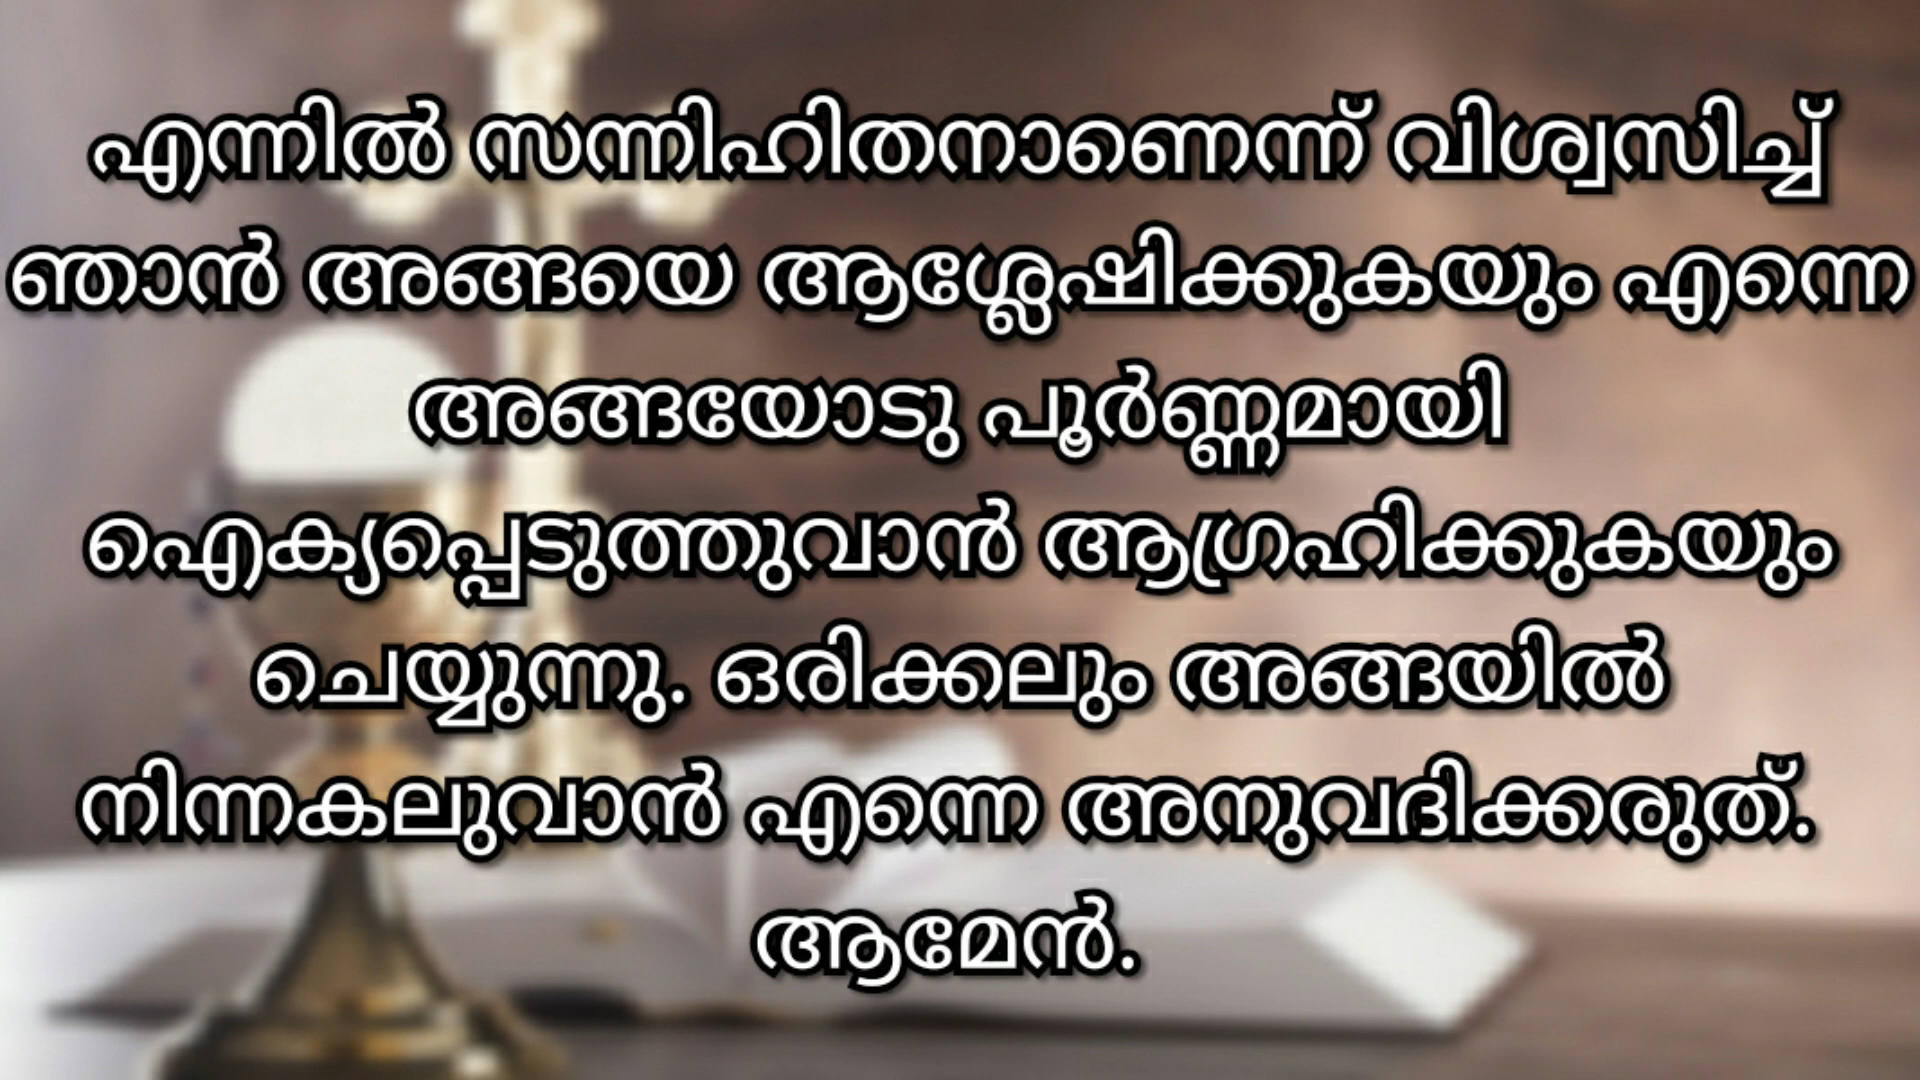 എന്നിൽ സന്നിഹിതനാണെന്ന് വിശ്വസിച്ച്
ഞാൻ അങ്ങയെ ആശ്ലേഷിക്കുകയും എന്നെ
അങ്ങയോടു പൂർണ്ണമായി
ഐക്യപ്പെടുത്തുവാൻ ആഗ്രഹിക്കുകയും
ചെയ്യുന്നു. ഒരിക്കലും അങ്ങയിൽ
നിന്നകലുവാൻ എന്നെ അനുവദിക്കരുത്.
ആമേൻ.